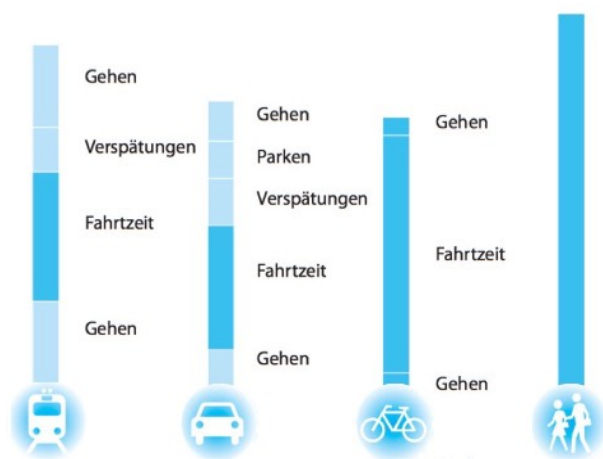 Gehen
Verspätungen
Fahrtzeit
Gehen
Gehen
Parken
Verspätungen
Fahrtzeit
Gehen
Gehen
Fahrtzeit
Gehen